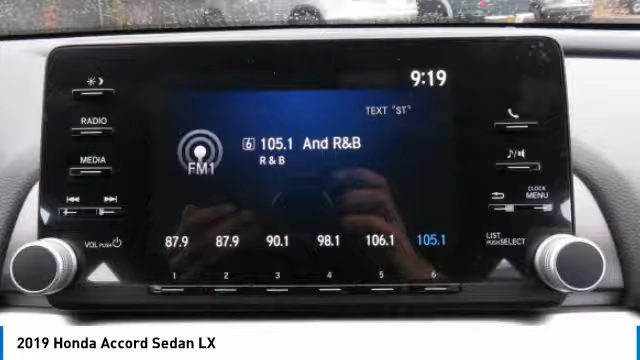 9:19
TEXT "ST"
RADIO
6 105.1 And R&B
R & B
FM1
MEDIA
CLOCK
MENU
VOL PUSH
LIST
PUSH SELECT
87.9 87.9 90.1 98.1 106.1 105.1
1 2 3 4 5 6
2019 Honda Accord Sedan LX